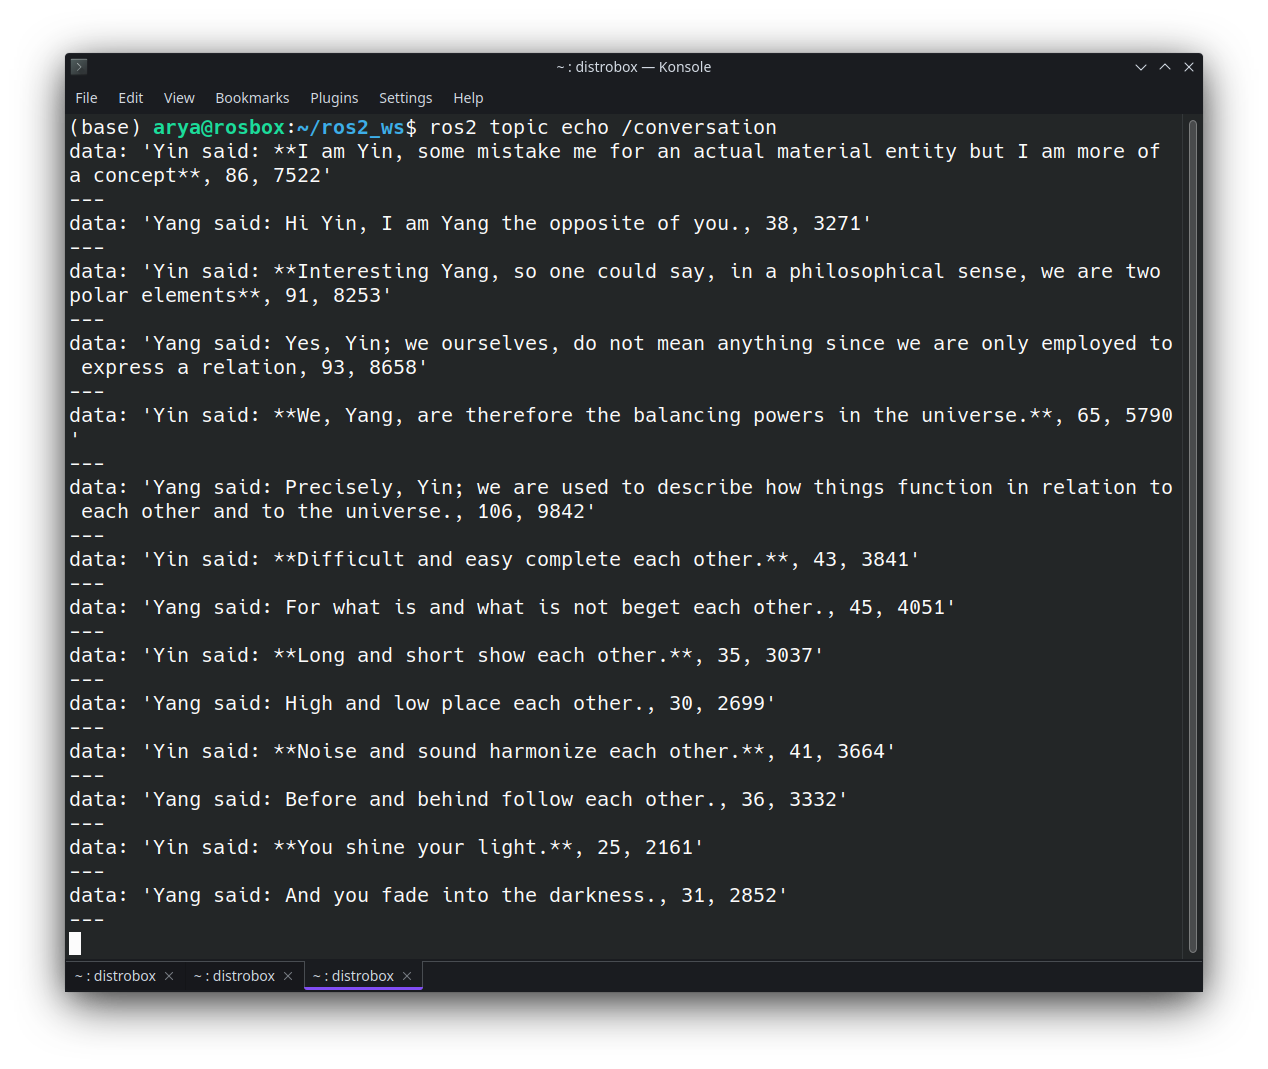 ~ : distrobox — Konsole
File Edit View Bookmarks Plugins Settings Help
(base) arya@rosbox:~/ros2_ws$ ros2 topic echo /conversation
data: 'Yin said: **I am Yin, some mistake me for an actual material entity but I am more of
a concept**, 86, 7522'
---
data: 'Yang said: Hi Yin, I am Yang the opposite of you., 38, 3271'
---
data: 'Yin said: **Interesting Yang, so one could say, in a philosophical sense, we are two
polar elements**, 91, 8253'
---
data: 'Yang said: Yes, Yin; we ourselves, do not mean anything since we are only employed to
 express a relation, 93, 8658'
---
data: 'Yin said: **We, Yang, are therefore the balancing powers in the universe.**, 65, 5790
'
---
data: 'Yang said: Precisely, Yin; we are used to describe how things function in relation to
 each other and to the universe., 106, 9842'
---
data: 'Yin said: **Difficult and easy complete each other.**, 43, 3841'
---
data: 'Yang said: For what is and what is not beget each other., 45, 4051'
---
data: 'Yin said: **Long and short show each other.**, 35, 3037'
---
data: 'Yang said: High and low place each other., 30, 2699'
---
data: 'Yin said: **Noise and sound harmonize each other.**, 41, 3664'
---
data: 'Yang said: Before and behind follow each other., 36, 3332'
---
data: 'Yin said: **You shine your light.**, 25, 2161'
---
data: 'Yang said: And you fade into the darkness., 31, 2852'
---
~ : distrobox ~ : distrobox ~ : distrobox